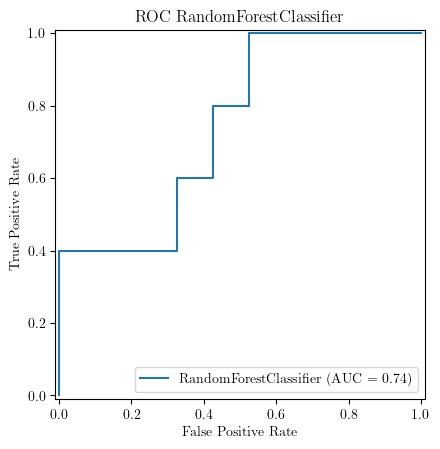 ROC RandomForestClassifier
True Positive Rate
1.0
0.8
0.6
0.4
0.2
0.0
RandomForestClassifier (AUC = 0.74)
0.0 0.2 0.4 0.6 0.8 1.0
False Positive Rate